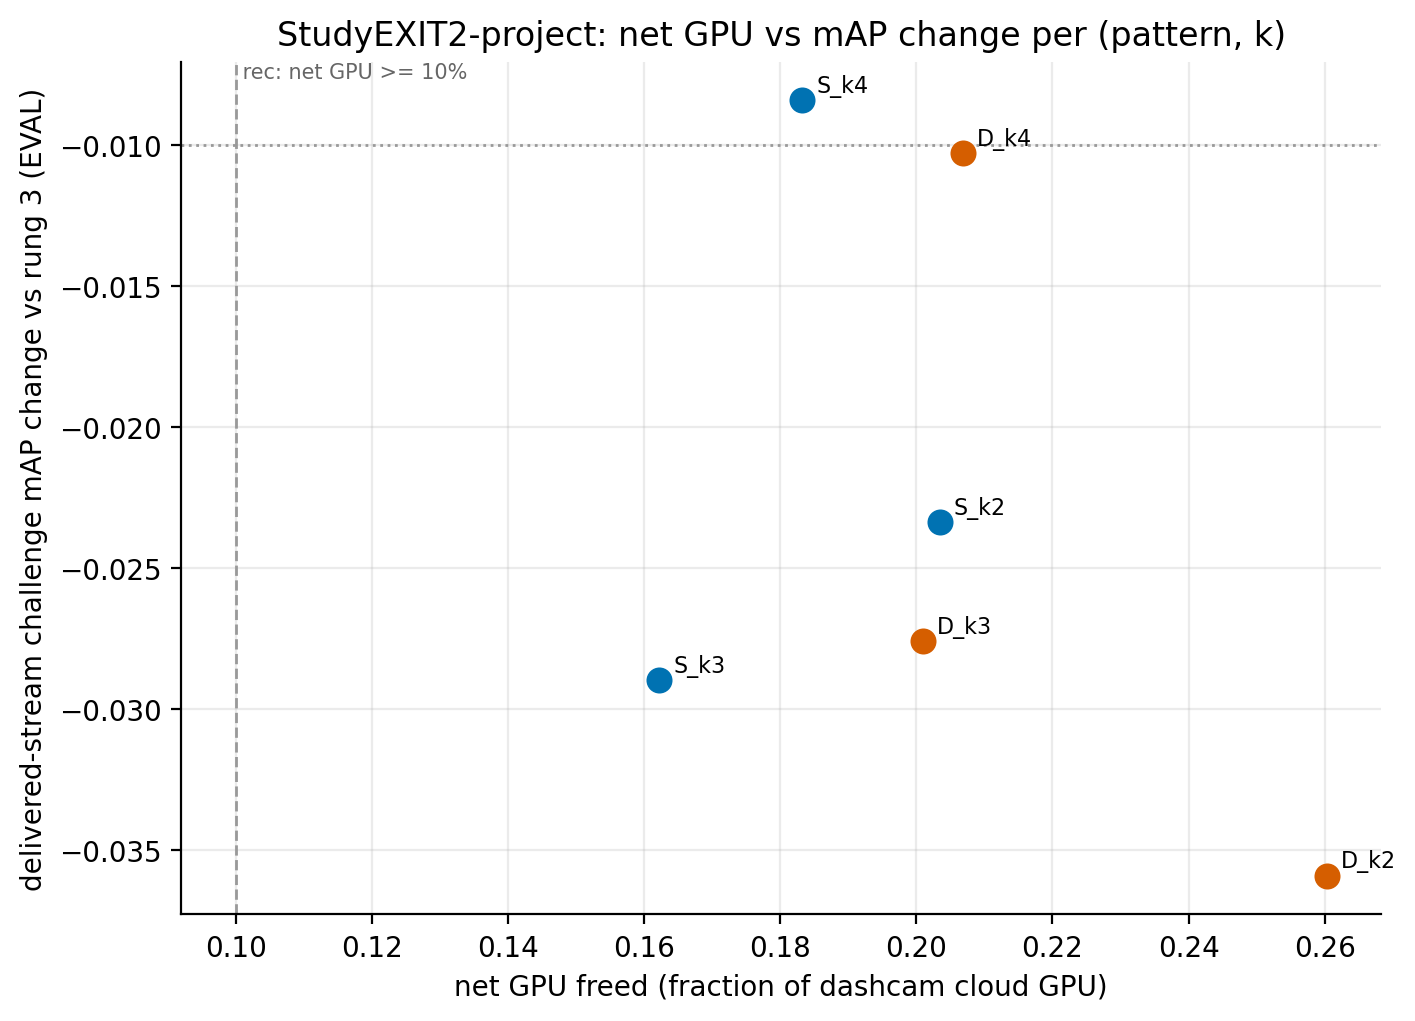 StudyEXIT2-project: net GPU vs mAP change per (pattern, k)
rec: net GPU >= 10%
S_k4
D_k4
S_k2
D_k3
S_k3
D_k2
delivered-stream challenge mAP change vs rung 3 (EVAL)
−0.010
−0.015
−0.020
−0.025
−0.030
−0.035
0.10 0.12 0.14 0.16 0.18 0.20 0.22 0.24 0.26
net GPU freed (fraction of dashcam cloud GPU)